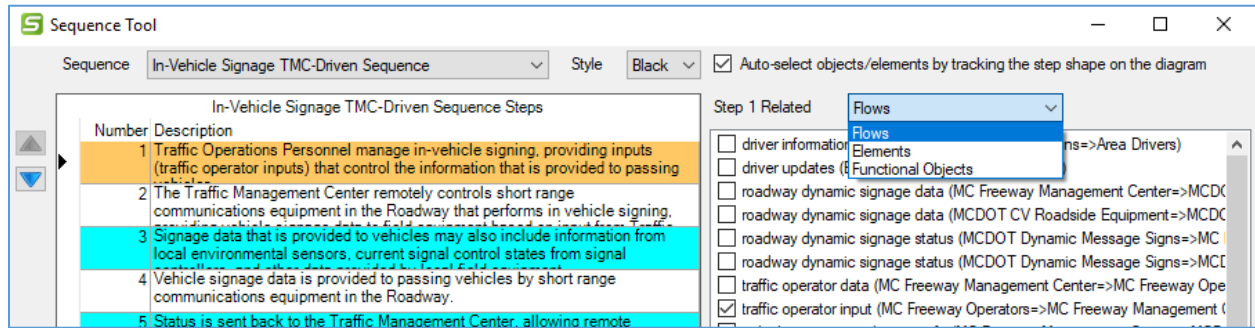 Sequence Tool
Sequence In-Vehicle Signage TMC-Driven Sequence Style Black Auto-select objects/elements by tracking the step shape on the diagram
In-Vehicle Signage TMC-Driven Sequence Steps
Number Description
1 Traffic Operations Personnel manage in-vehicle signing, providing inputs
(traffic operator inputs) that control the information that is provided to passing
2 The Traffic Management Center remotely controls short range
communications equipment in the Roadway that performs in vehicle signing,
3 Signage data that is provided to vehicles may also include information from
local environmental sensors, current signal control states from signal
4 Vehicle signage data is provided to passing vehicles by short range
communications equipment in the Roadway.
5 Status is sent back to the Traffic Management Center, allowing remote
Step 1 Related Flows
Flows
Elements
Functional Objects
driver information ns=>Area Drivers)
driver updates (
roadway dynamic signage data (MC Freeway Management Center=>MCDO
roadway dynamic signage data (MCDOT CV Roadside Equipment=>MCDO
roadway dynamic signage status (MCDOT Dynamic Message Signs=>MC
roadway dynamic signage status (MCDOT Dynamic Message Signs=>MCD
traffic operator data (MC Freeway Management Center=>MC Freeway Ope
traffic operator input (MC Freeway Operators=>MC Freeway Management